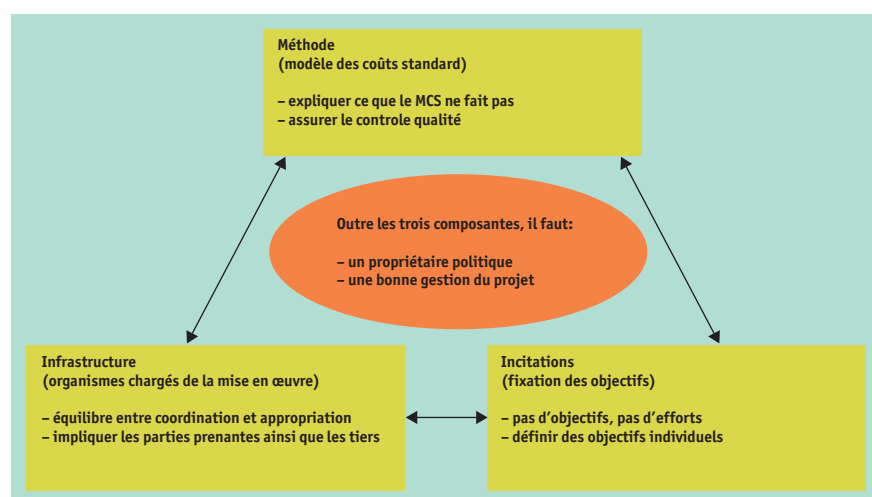 Méthode
(modèle des coûts standard)
– expliquer ce que le MCS ne fait pas
– assurer le controle qualité
Outre les trois composantes, il faut:
– un propriétaire politique
– une bonne gestion du projet
Infrastructure
(organismes chargés de la mise en œuvre)
– équilibre entre coordination et appropriation
– impliquer les parties prenantes ainsi que les tiers
Incitations
(fixation des objectifs)
– pas d’objectifs, pas d’efforts
– définir des objectifs individuels